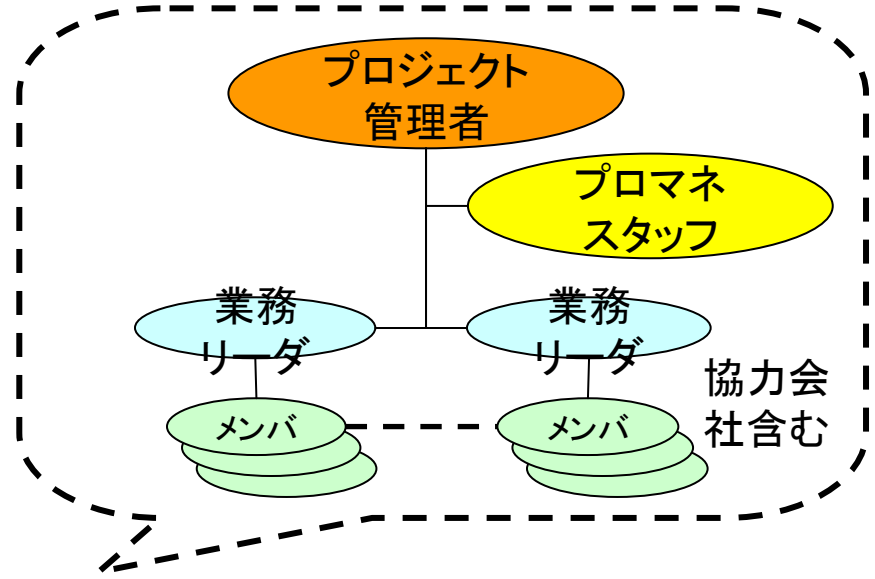 プロジェクト
管理者
プロマネ
スタッフ
業務
リーダ
業務
リーダ
協力会
社含む
メンバ
メンバ